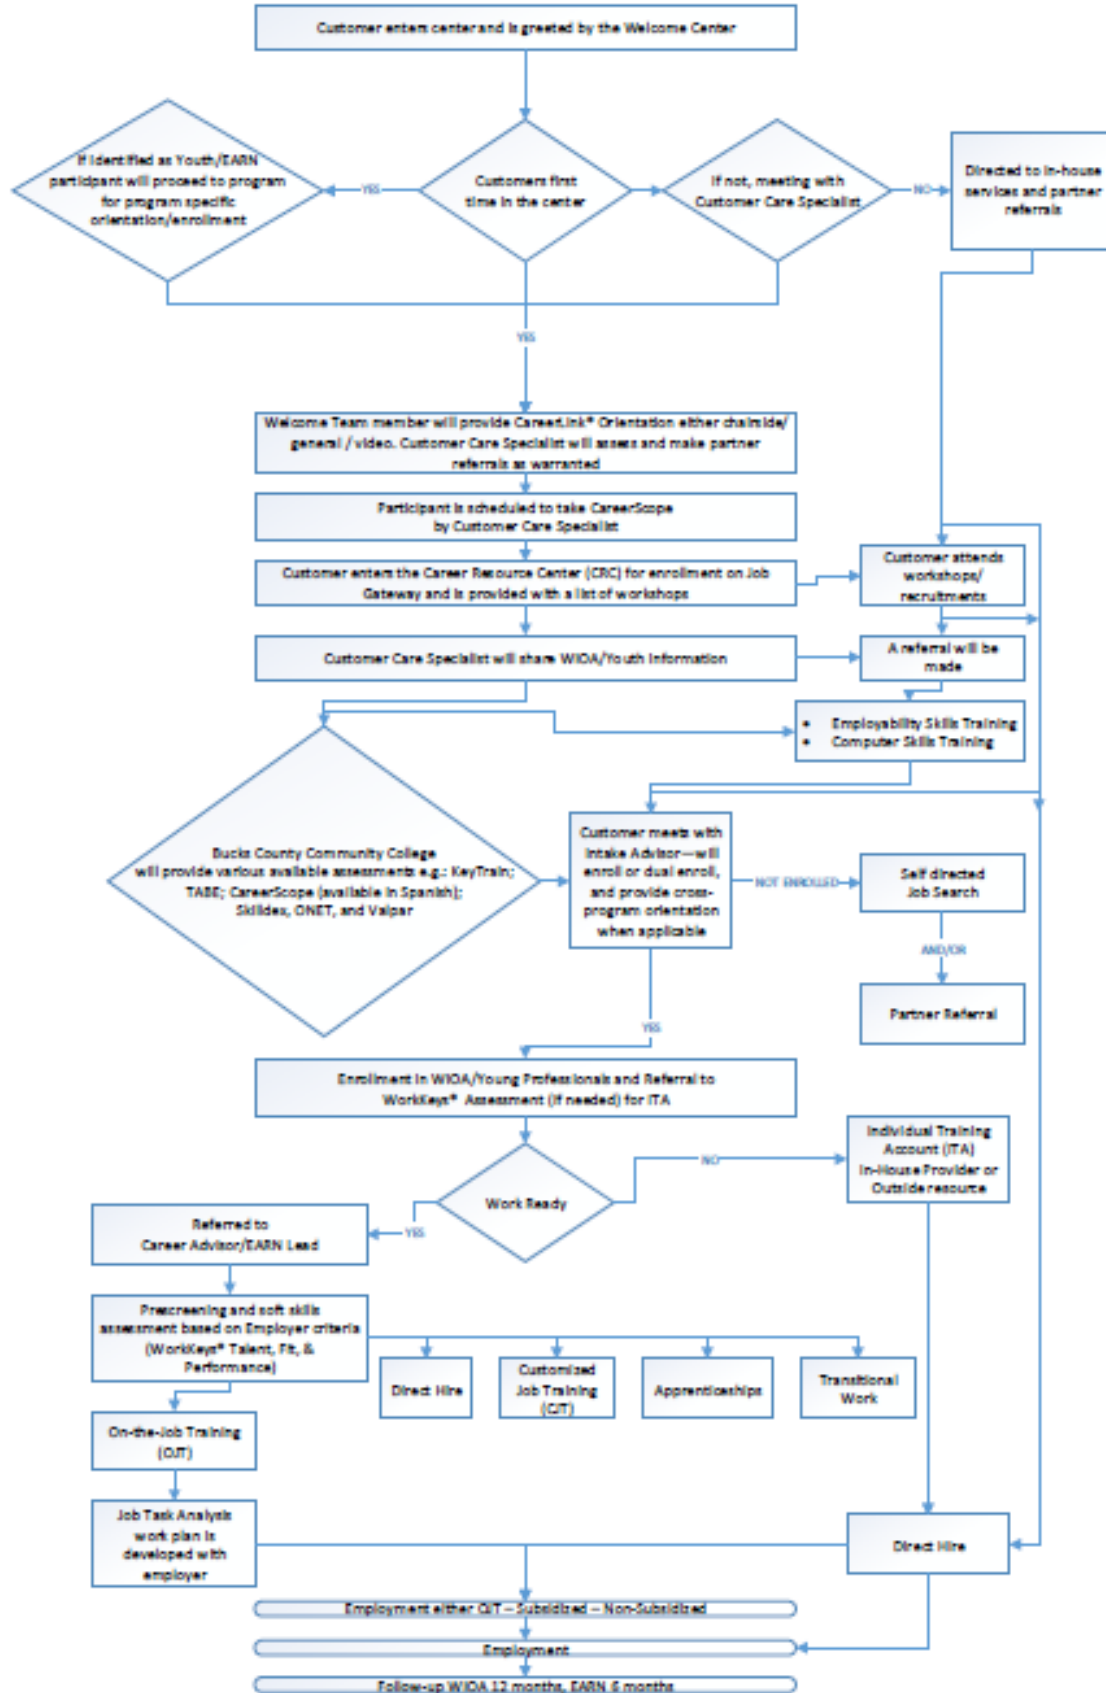 Customer enters center and is greeted by the Welcome Center
If identified as Youth/EARN
participant will proceed to program
for program specific
orientation/enrollment
YES
Customers first
time in the center
If not, meeting with
Customer Care Specialist
NO
Directed to in-house
services and partner
referrals
YES
Welcome Team member will provide CareerLink® Orientation either chairside/
general / video. Customer Care Specialist will assess and make partner
referrals as warranted
Participant is scheduled to take CareerScope
by Customer Care Specialist
Customer enters the Career Resource Center (CRC) for enrollment on Job
Gateway and is provided with a list of workshops
Customer attends
workshops/
recruitments
Customer Care Specialist will share WIOA/Youth Information
A referral will be
made
• Employability Skills Training
• Computer Skills Training
Bucks County Community College
will provide various available assessments e.g.: KeyTrain;
TABE; CareerScope (available in Spanish);
Skilldex, ONET, and Valpar
Customer meets with
Intake Advisor—will
enroll or dual enroll,
and provide cross-
program orientation
when applicable
NOT ENROLLED
Self directed
Job Search
AND/OR
Partner Referral
YES
Enrollment in WIOA/Young Professionals and Referral to
WorkKeys® Assessment (if needed) for ITA
Work Ready
NO
Individual Training
Account (ITA)
In-House Provider or
Outside resource
YES
Referred to
Career Advisor/EARN Lead
Prescreening and soft skills
assessment based on Employer criteria
(WorkKeys® Talent, Fit, &
Performance)
Direct Hire
Customized
Job Training
(CJT)
Apprenticeships
Transitional
Work
On-the-Job Training
(OJT)
Job Task Analysis
work plan is
developed with
employer
Direct Hire
Employment either OJT – Subsidized – Non-Subsidized
Employment
Follow-up WIOA 12 months, EARN 6 months